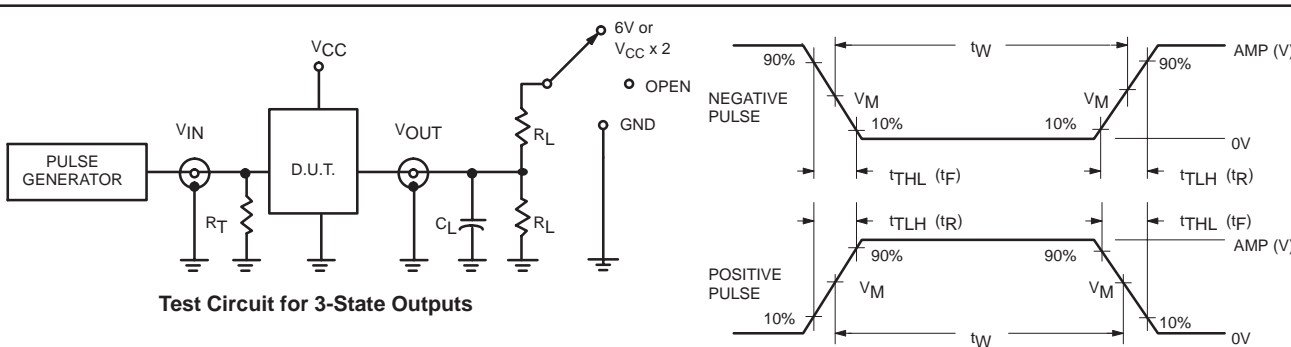 VCC
6V or
VCC x 2
OPEN
GND
VIN
VOUT
RL
PULSE
GENERATOR
D.U.T.
RT
CL
RL
Test Circuit for 3-State Outputs
tW
AMP (V)
90%
90%
NEGATIVE
PULSE
VM
VM
10%
10%
0V
tTHL (tF)
tTLH (tR)
tTLH (tR)
tTHL (tF)
AMP (V)
90%
90%
POSITIVE
PULSE
VM
VM
10%
10%
tW
0V